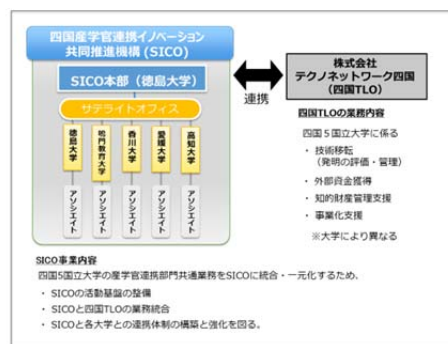 四国産学官連携イノベーション
共同推進機構(SICO)
SICO本部（徳島大学）
サテライトオフィス
徳島大学
鳴門教育大学
香川大学
愛媛大学
高知大学
アソシエイト
アソシエイト
アソシエイト
アソシエイト
アソシエイト
連携
株式会社
テクノネットワーク四国
（四国TLO）
四国TLOの業務内容
四国５国立大学に係る
・ 技術移転
（発明の評価・管理）
・ 外部資金獲得
・ 知的財産管理支援
・ 事業化支援
※大学により異なる
SICO事業内容
四国5国立大学の産学官連携部門共通業務をSICOに統合・一元化するため、
・ SICOの活動基盤の整備
・ SICOと四国TLOの業務統合
・ SICOと各大学との連携体制の構築と強化を図る。